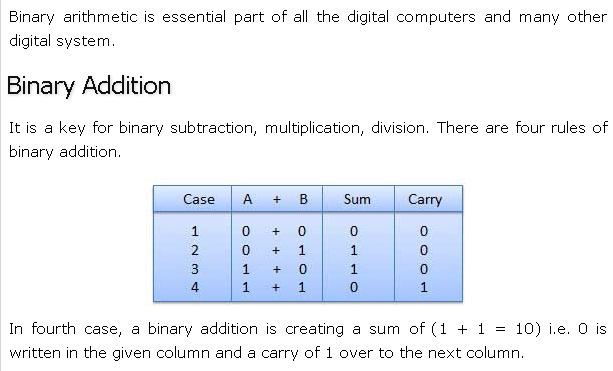 Binary arithmetic is essential part of all the digital computers and many other
digital system.
Binary Addition
It is a key for binary subtraction, multiplication, division. There are four rules of
binary addition.
Case A + B Sum Carry
1 0 + 0 0 0
2 0 + 1 1 0
3 1 + 0 1 0
4 1 + 1 0 1
In fourth case, a binary addition is creating a sum of (1 + 1 = 10) i.e. 0 is
written in the given column and a carry of 1 over to the next column.